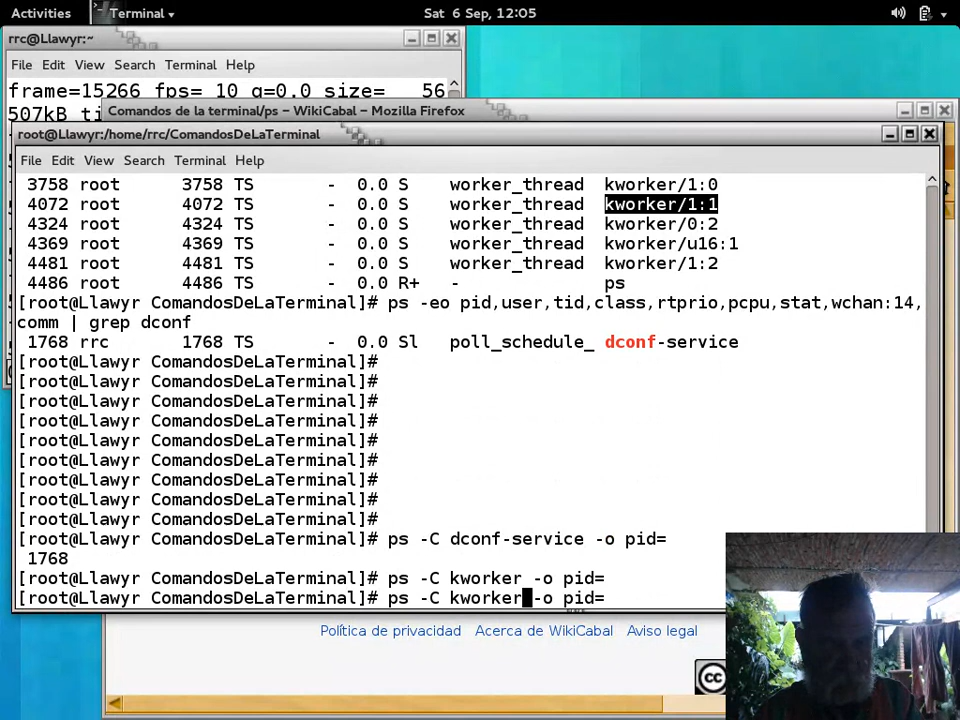 Activities Terminal Sat 6 Sep, 12:05
rrc@Llawyr:~
File Edit View Search Terminal Help
frame=15266 fps= 10 q=0.0 size= 56
507kB ti
Comandos de la terminal/ps – WikiCabal – Mozilla Firefox
root@Llawyr:/home/rrc/ComandosDeLaTerminal
File Edit View Search Terminal Help
3758 root 3758 TS - 0.0 S worker_thread kworker/1:0
4072 root 4072 TS - 0.0 S worker_thread kworker/1:1
4324 root 4324 TS - 0.0 S worker_thread kworker/0:2
4369 root 4369 TS - 0.0 S worker_thread kworker/u16:1
4481 root 4481 TS - 0.0 S worker_thread kworker/1:2
4486 root 4486 TS - 0.0 R+ - ps
[root@Llawyr ComandosDeLaTerminal]# ps -eo pid,user,tid,class,rtprio,pcpu,stat,wchan:14,
comm | grep dconf
1768 rrc 1768 TS - 0.0 Sl poll_schedule_ dconf-service
[root@Llawyr ComandosDeLaTerminal]#
[root@Llawyr ComandosDeLaTerminal]#
[root@Llawyr ComandosDeLaTerminal]#
[root@Llawyr ComandosDeLaTerminal]#
[root@Llawyr ComandosDeLaTerminal]#
[root@Llawyr ComandosDeLaTerminal]#
[root@Llawyr ComandosDeLaTerminal]#
[root@Llawyr ComandosDeLaTerminal]#
[root@Llawyr ComandosDeLaTerminal]#
[root@Llawyr ComandosDeLaTerminal]# ps -C dconf-service -o pid=
1768
[root@Llawyr ComandosDeLaTerminal]# ps -C kworker -o pid=
[root@Llawyr ComandosDeLaTerminal]# ps -C kworker -o pid=
Política de privacidad Acerca de WikiCabal Aviso legal
cc